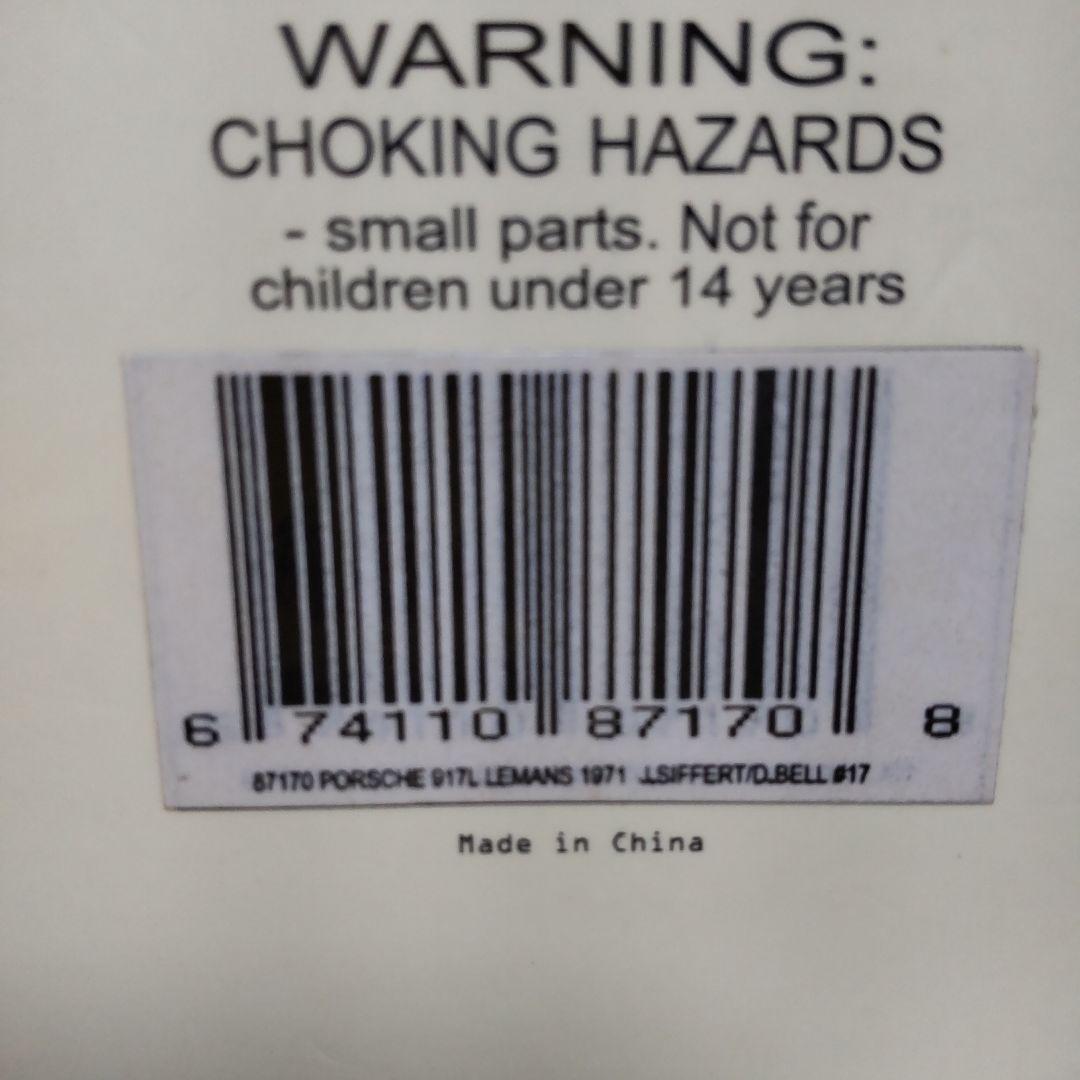 WARNING:
CHOKING HAZARDS
- small parts. Not for
children under 14 years
6 74110 87170 8
87170 PORSCHE 917L LEMANS 1971 J.SIFFERT/D.BELL #17
Made in China